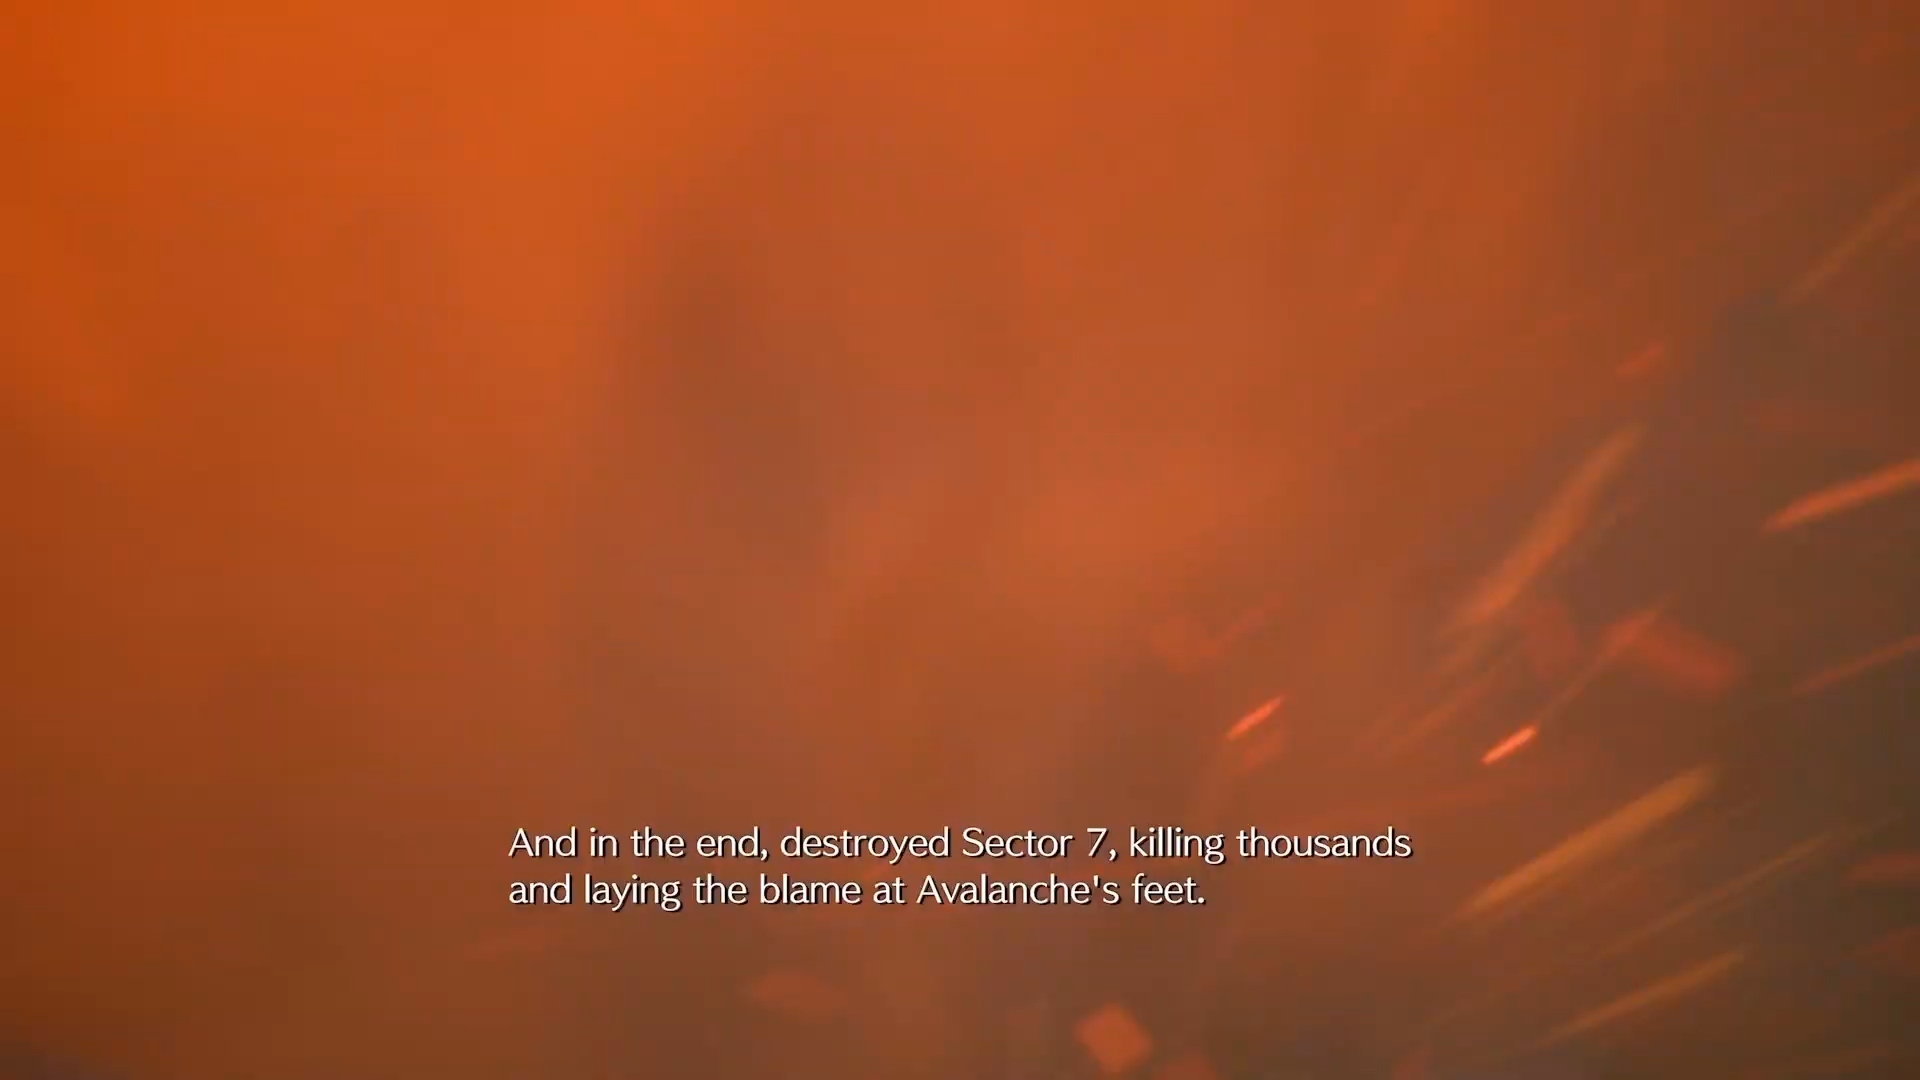 And in the end, destroyed Sector 7, killing thousands
and laying the blame at Avalanche's feet.